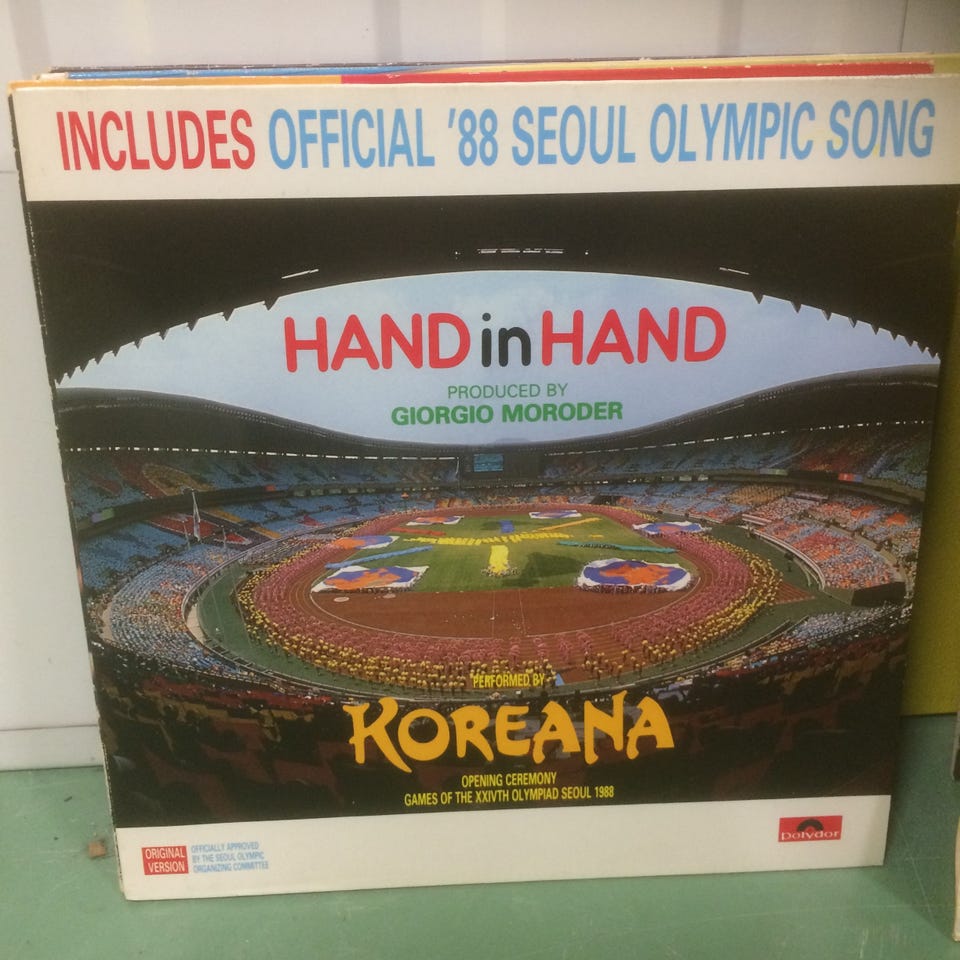 INCLUDES OFFICIAL '88 SEOUL OLYMPIC SONG
HAND in HAND
PRODUCED BY
GIORGIO MORODER
PERFORMED BY
KOREANA
OPENING CEREMONY
GAMES OF THE XXIVTH OLYMPIAD SEOUL 1988
polydor
ORIGINAL
VERSION
OFFICIALLY APPROVED
BY THE SEOUL OLYMPIC
ORGANIZING COMMITTEE